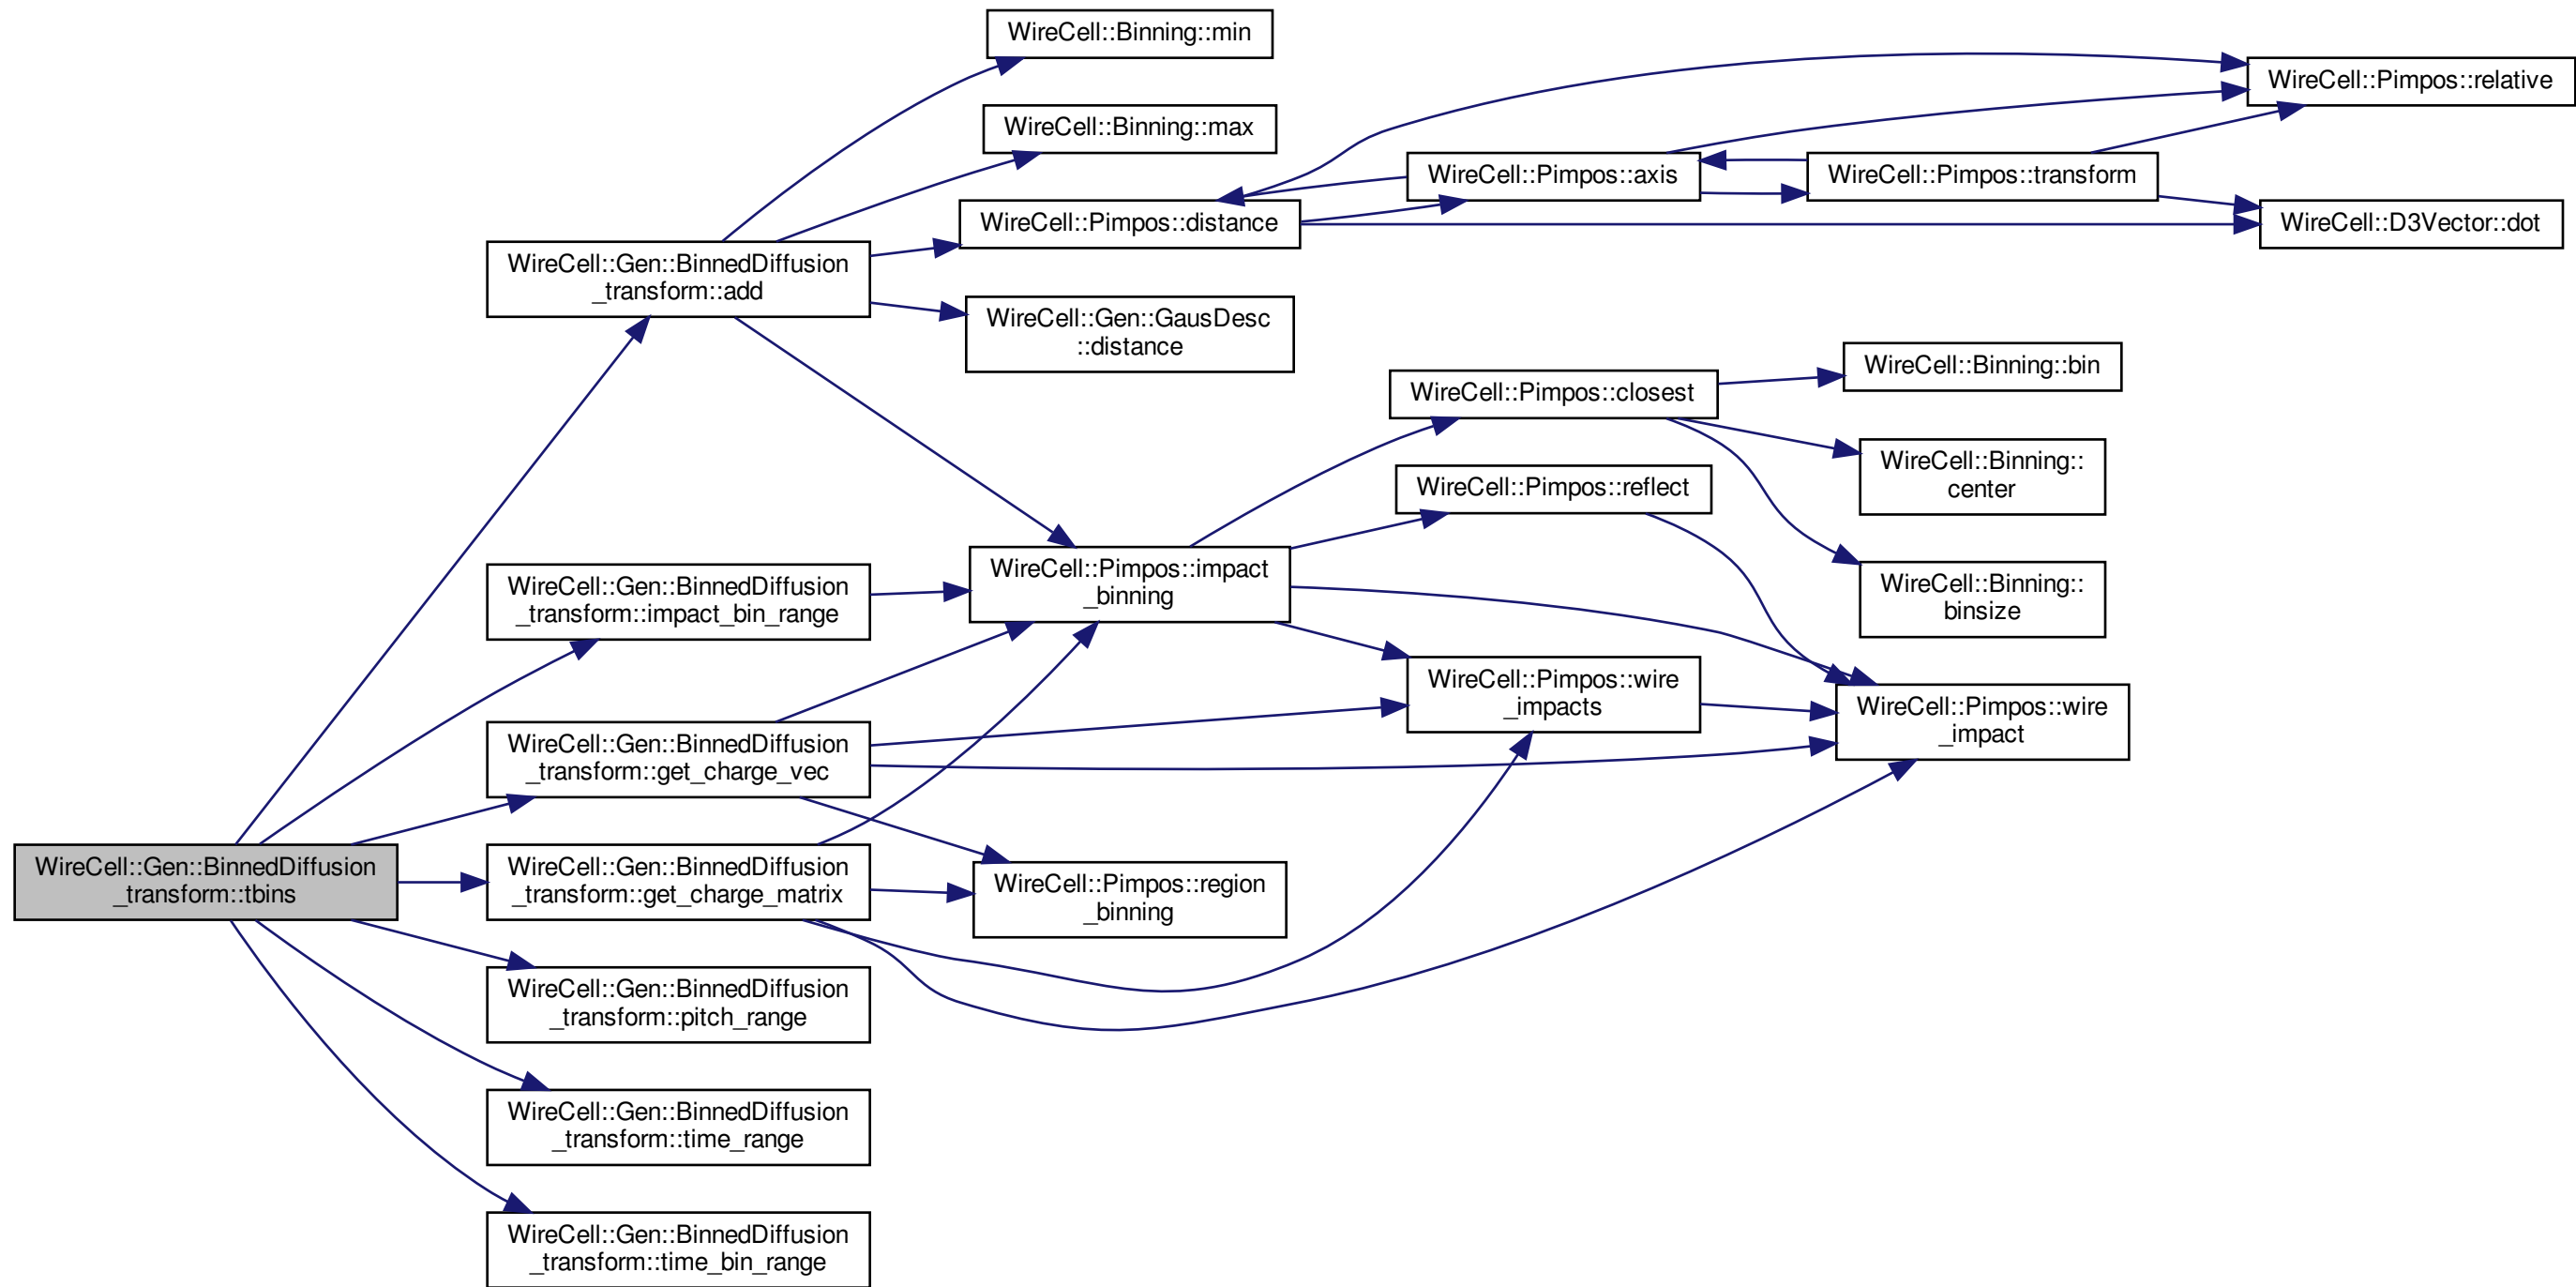 WireCell::Binning::min
WireCell::Pimpos::relative
WireCell::Binning::max
WireCell::Pimpos::axis
WireCell::Pimpos::transform
WireCell::Pimpos::distance
WireCell::D3Vector::dot
WireCell::Gen::BinnedDiffusion
_transform::add
WireCell::Gen::GausDesc
::distance
WireCell::Binning::bin
WireCell::Pimpos::closest
WireCell::Binning::
center
WireCell::Pimpos::reflect
WireCell::Pimpos::impact
_binning
WireCell::Gen::BinnedDiffusion
_transform::impact_bin_range
WireCell::Binning::
binsize
WireCell::Pimpos::wire
_impacts
WireCell::Pimpos::wire
_impact
WireCell::Gen::BinnedDiffusion
_transform::get_charge_vec
WireCell::Gen::BinnedDiffusion
_transform::tbins
WireCell::Gen::BinnedDiffusion
_transform::get_charge_matrix
WireCell::Pimpos::region
_binning
WireCell::Gen::BinnedDiffusion
_transform::pitch_range
WireCell::Gen::BinnedDiffusion
_transform::time_range
WireCell::Gen::BinnedDiffusion
_transform::time_bin_range